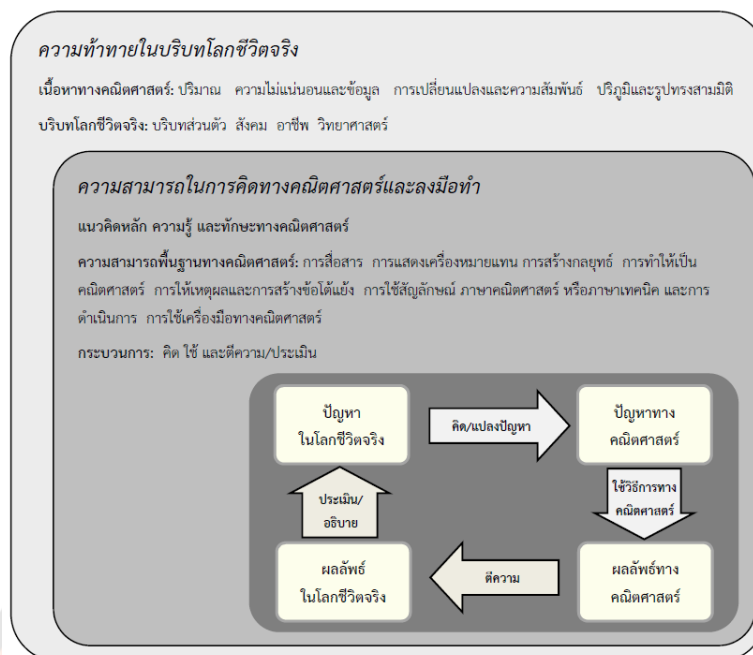 ความท้าทายในบริบทโลกชีวิตจริง
เนื้อหาทางคณิตศาสตร์: ปริมาณ ความไม่แน่นอนและข้อมูล การเปลี่ยนแปลงและความสัมพันธ์ ปริภูมิและรูปทรงสามมิติ
บริบทโลกชีวิตจริง: บริบทส่วนตัว สังคม อาชีพ วิทยาศาสตร์
ความสามารถในการคิดทางคณิตศาสตร์และลงมือทำ
แนวคิดหลัก ความรู้ และทักษะทางคณิตศาสตร์
ความสามารถพื้นฐานทางคณิตศาสตร์: การสื่อสาร การแสดงเครื่องหมายแทน การสร้างกลยุทธ์ การทำให้เป็น
คณิตศาสตร์ การให้เหตุผลและการสร้างข้อโต้แย้ง การใช้สัญลักษณ์ ภาษาคณิตศาสตร์ หรือภาษาเทคนิค และการ
ดำเนินการ การใช้เครื่องมือทางคณิตศาสตร์
กระบวนการ: คิด ใช้ และตีความ/ประเมิน
ปัญหา
ในโลกชีวิตจริง
คิด/แปลงปัญหา
ปัญหาทาง
คณิตศาสตร์
ประเมิน/
อธิบาย
ใช้วิธีการทาง
คณิตศาสตร์
ผลลัพธ์
ในโลกชีวิตจริง
ตีความ
ผลลัพธ์ทาง
คณิตศาสตร์